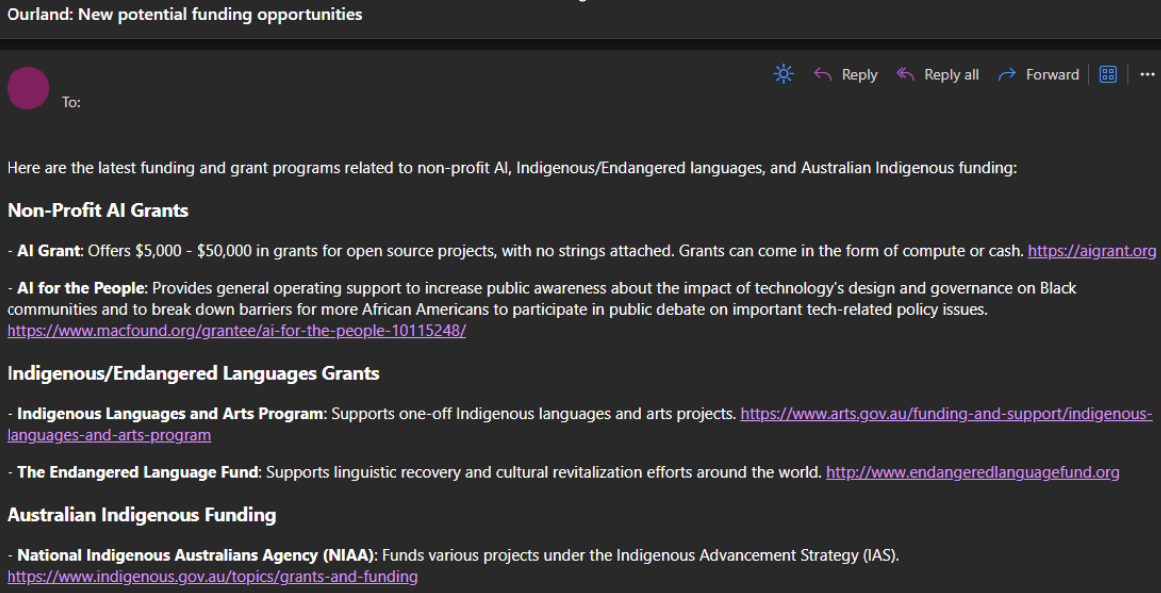 Ourland: New potential funding opportunities
Reply
Reply all
Forward
To:
Here are the latest funding and grant programs related to non-profit AI, Indigenous/Endangered languages, and Australian Indigenous funding:
Non-Profit AI Grants
- AI Grant: Offers $5,000 - $50,000 in grants for open source projects, with no strings attached. Grants can come in the form of compute or cash. https://aigrant.org
- AI for the People: Provides general operating support to increase public awareness about the impact of technology's design and governance on Black
communities and to break down barriers for more African Americans to participate in public debate on important tech-related policy issues.
https://www.macfound.org/grantee/ai-for-the-people-10115248/
Indigenous/Endangered Languages Grants
- Indigenous Languages and Arts Program: Supports one-off Indigenous languages and arts projects. https://www.arts.gov.au/funding-and-support/indigenous-
languages-and-arts-program
- The Endangered Language Fund: Supports linguistic recovery and cultural revitalization efforts around the world. http://www.endangeredlanguagefund.org
Australian Indigenous Funding
- National Indigenous Australians Agency (NIAA): Funds various projects under the Indigenous Advancement Strategy (IAS).
https://www.indigenous.gov.au/topics/grants-and-funding